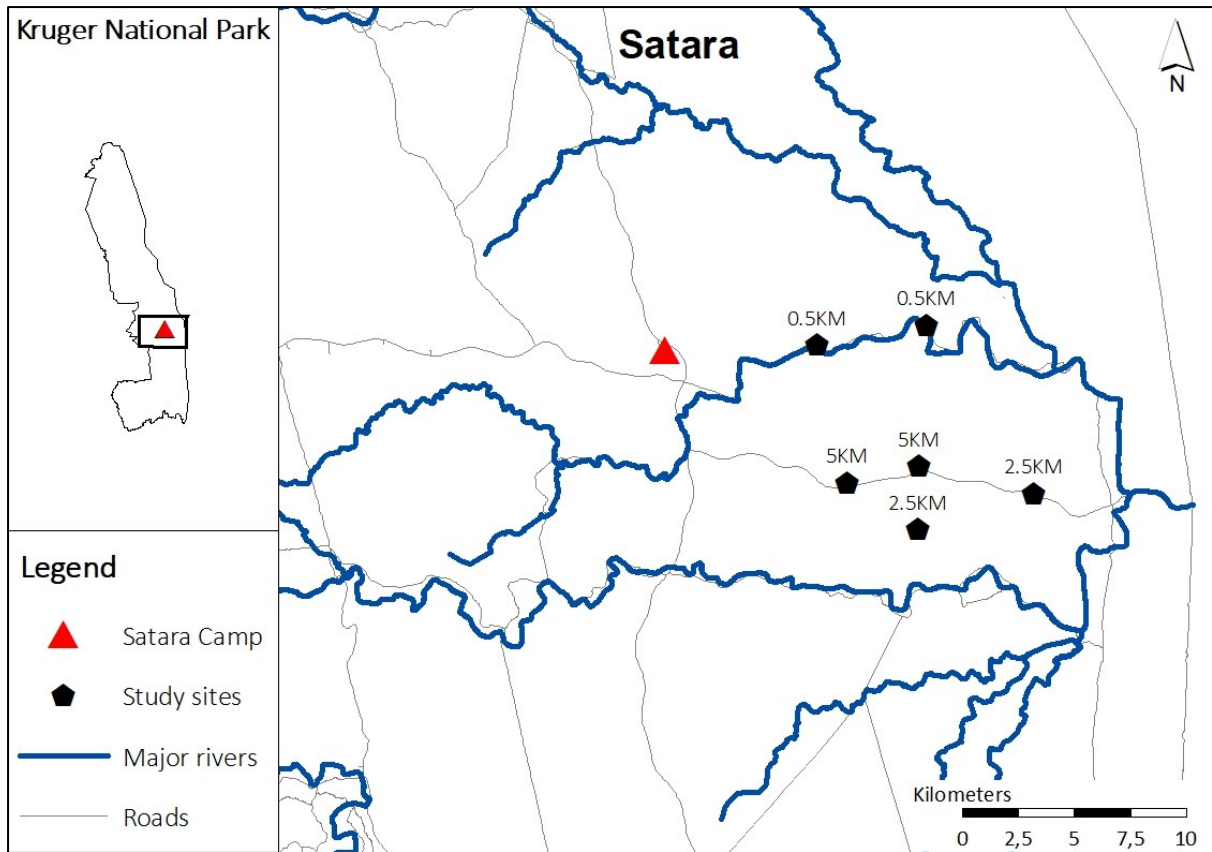 Kruger National Park
Satara
N
0.5KM
0.5KM
5KM
5KM
2.5KM
2.5KM
Legend
Satara Camp
Study sites
Major rivers
Roads
Kilometers
0 2,5 5 7,5 10